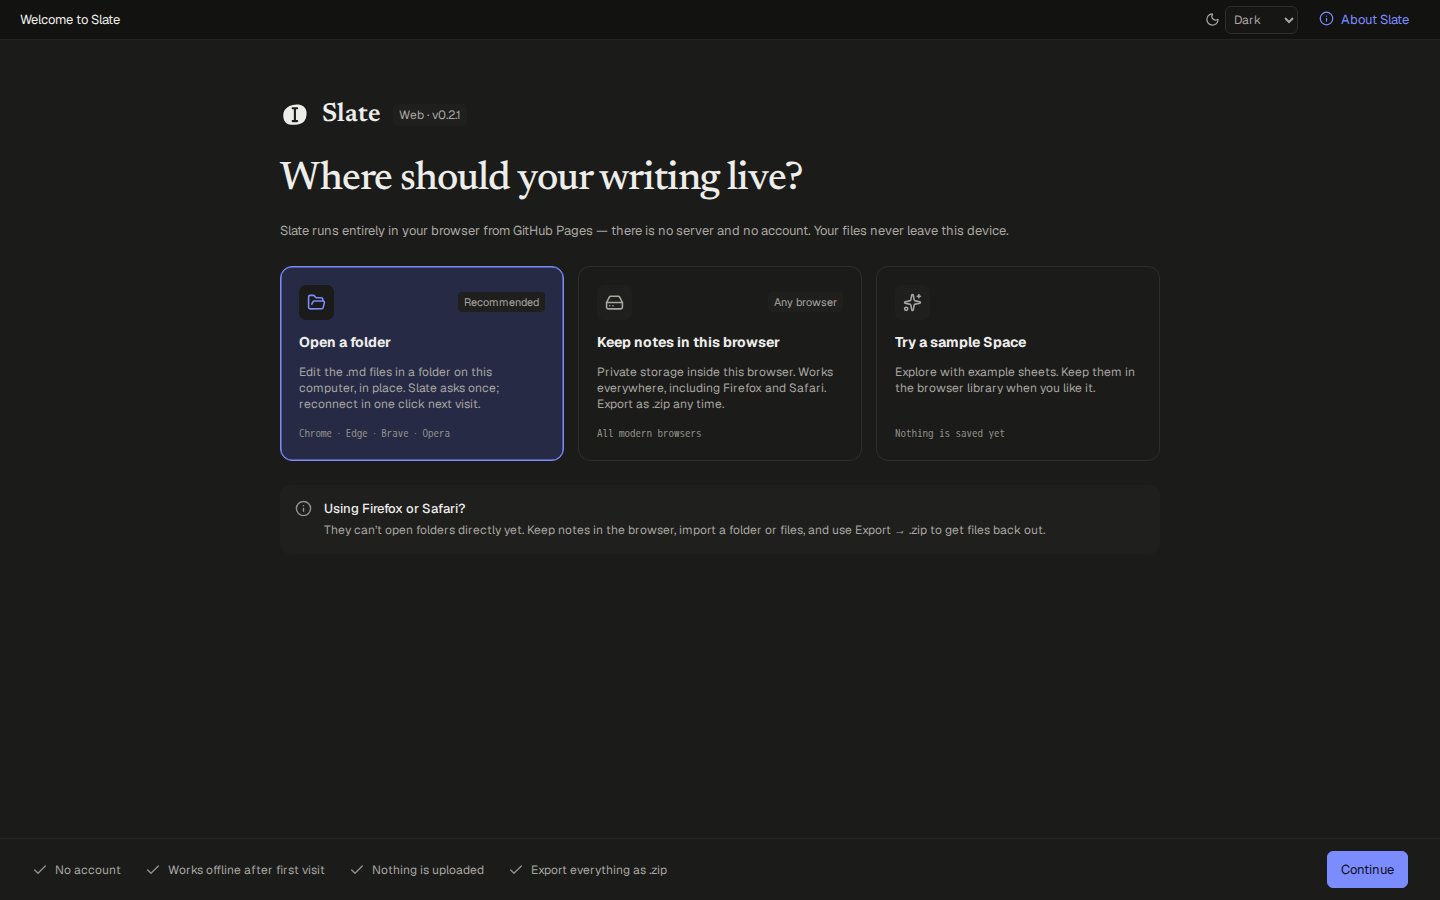 Welcome to Slate
Dark
About Slate
Slate
Web · v0.2.1
Where should your writing live?
Slate runs entirely in your browser from GitHub Pages — there is no server and no account. Your files never leave this device.
Recommended
Open a folder
Edit the .md files in a folder on this
computer, in place. Slate asks once;
reconnect in one click next visit.
Chrome · Edge · Brave · Opera
Any browser
Keep notes in this browser
Private storage inside this browser. Works
everywhere, including Firefox and Safari.
Export as .zip any time.
All modern browsers
Try a sample Space
Explore with example sheets. Keep them in
the browser library when you like it.
Nothing is saved yet
Using Firefox or Safari?
They can't open folders directly yet. Keep notes in the browser, import a folder or files, and use Export → .zip to get files back out.
No account
Works offline after first visit
Nothing is uploaded
Export everything as .zip
Continue